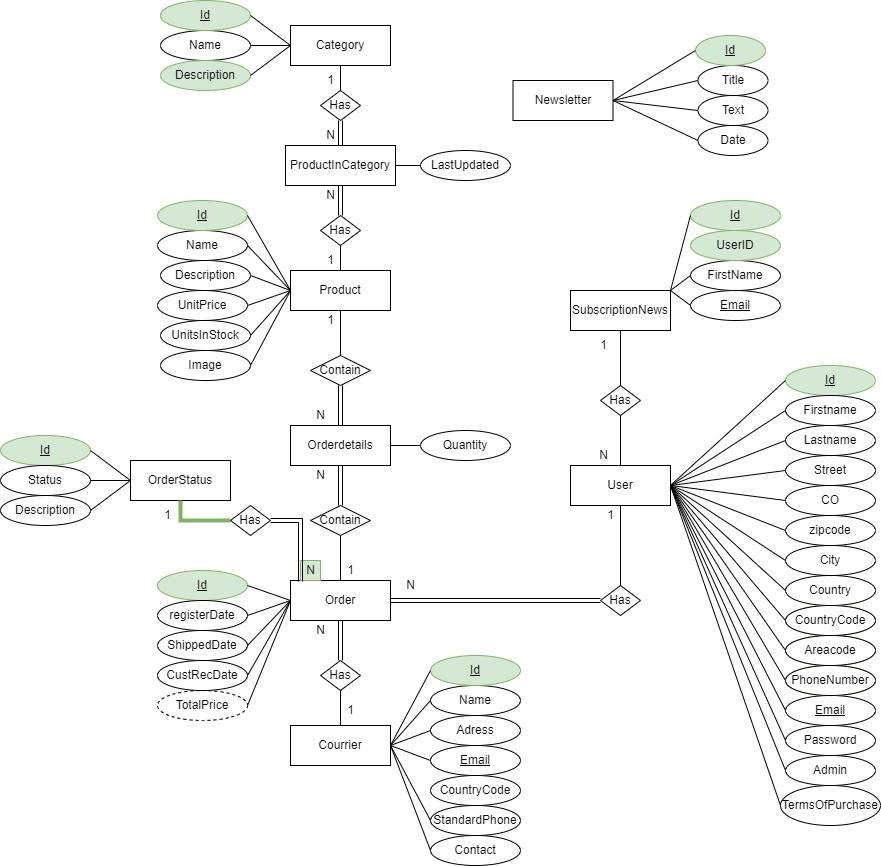 Id
Name
Description
Category
1
Has
N
ProductInCategory
LastUpdated
N
Has
1
Id
Name
Description
UnitPrice
UnitsInStock
Image
Product
1
Contain
N
Orderdetails
Quantity
N
Contain
1
Id
Status
Description
OrderStatus
1
Has
N
Id
registerDate
ShippedDate
CustRecDate
TotalPrice
Order
N
Has
1
Courrier
Id
Name
Adress
Email
CountryCode
StandardPhone
Contact
Newsletter
Id
Title
Text
Date
Id
UserID
FirstName
Email
SubscriptionNews
1
Has
N
User
1
Has
N
Id
Firstname
Lastname
Street
CO
zipcode
City
Country
CountryCode
Areacode
PhoneNumber
Email
Password
Admin
TermsOfPurchase